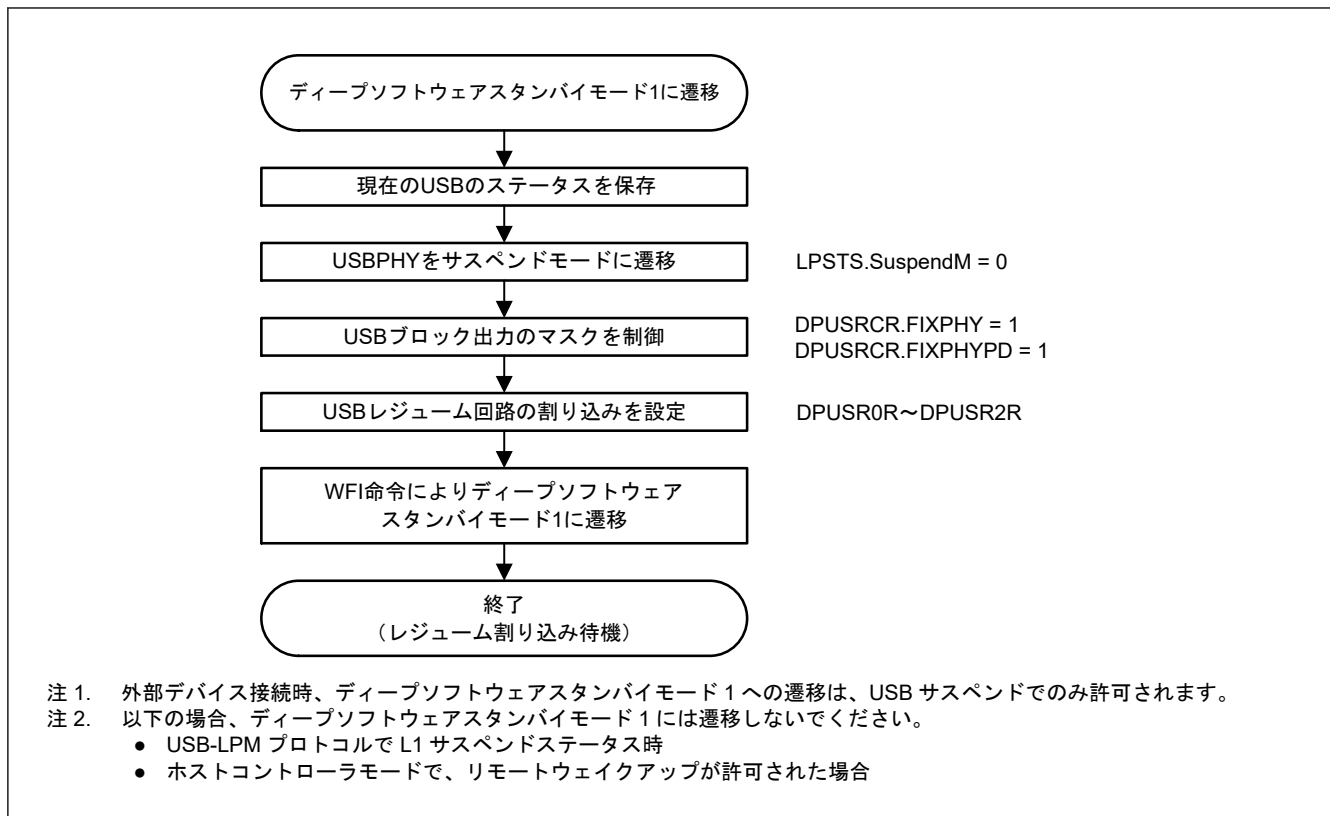 ディープソフトウェアスタンバイモード1に遷移
現在のUSBのステータスを保存
USBPHYをサスペンドモードに遷移
LPSTS.SuspendM = 0
USBブロック出力のマスクを制御
DPUSRCR.FIXPHY = 1
DPUSRCR.FIXPHYPD = 1
USBレジューム回路の割り込みを設定
DPUSR0R～DPUSR2R
WFI命令によりディープソフトウェア
スタンバイモード1に遷移
終了
（レジューム割り込み待機）
注 1. 外部デバイス接続時、ディープソフトウェアスタンバイモード 1 への遷移は、USB サスペンドでのみ許可されます。
注 2. 以下の場合、ディープソフトウェアスタンバイモード 1 には遷移しないでください。
● USB-LPM プロトコルで L1 サスペンドステータス時
● ホストコントローラモードで、リモートウェイクアップが許可された場合